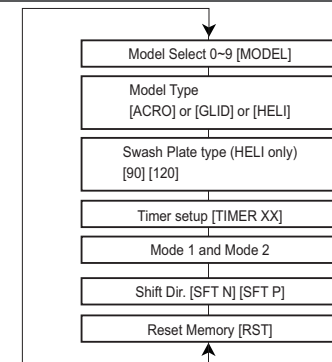 Model Select 0~9 [MODEL]
Model Type
[ACRO] or [GLID] or [HELI]
Swash Plate type (HELI only)
[90] [120]
Timer setup [TIMER XX]
Mode 1 and Mode 2
Shift Dir. [SFT N] [SFT P]
Reset Memory [RST]